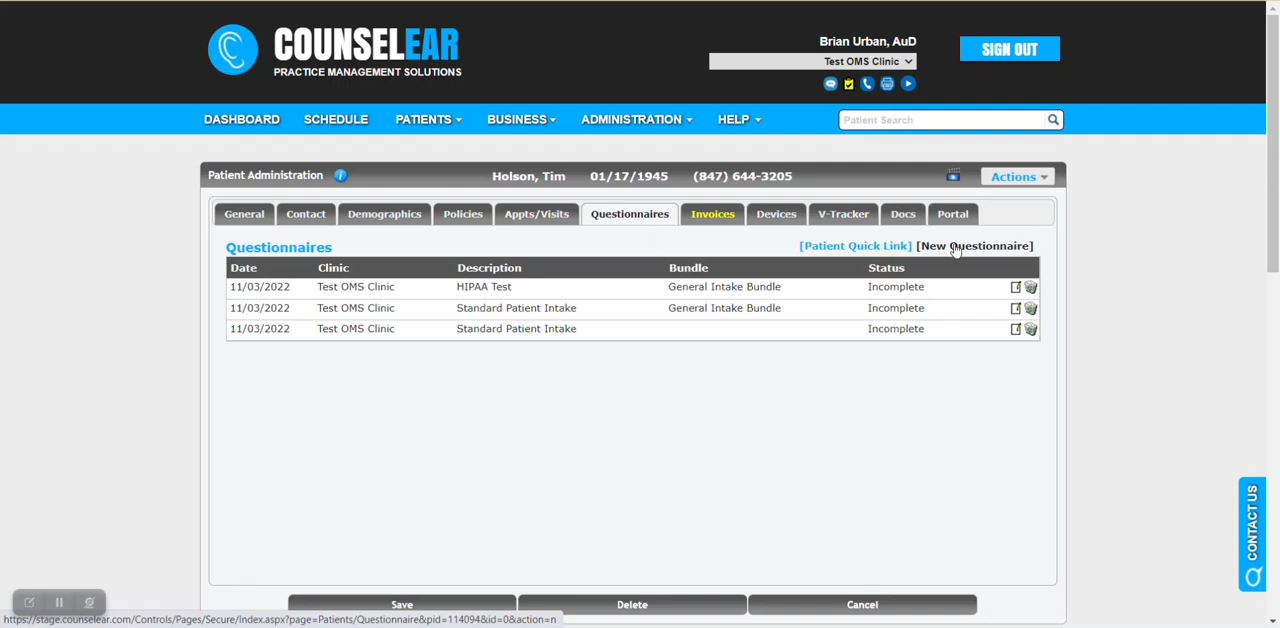 COUNSELEAR
PRACTICE MANAGEMENT SOLUTIONS
Brian Urban, AuD
Test OMS Clinic
SIGN OUT
DASHBOARD SCHEDULE PATIENTS BUSINESS ADMINISTRATION HELP Patient Search
Patient Administration Holson, Tim 01/17/1945 (847) 644-3205 Actions
General Contact Demographics Policies Appts/Visits Questionnaires Invoices Devices V-Tracker Docs Portal
Questionnaires [Patient Quick Link] [New Questionnaire]
Date Clinic Description Bundle Status
11/03/2022 Test OMS Clinic HIPAA Test General Intake Bundle Incomplete
11/03/2022 Test OMS Clinic Standard Patient Intake General Intake Bundle Incomplete
11/03/2022 Test OMS Clinic Standard Patient Intake Incomplete
CONTACT US
Save Delete Cancel
https://stage.counselear.com/Controls/Pages/Secure/Index.aspx?page=Patients/Questionnaire&pid=114094&id=0&action=n